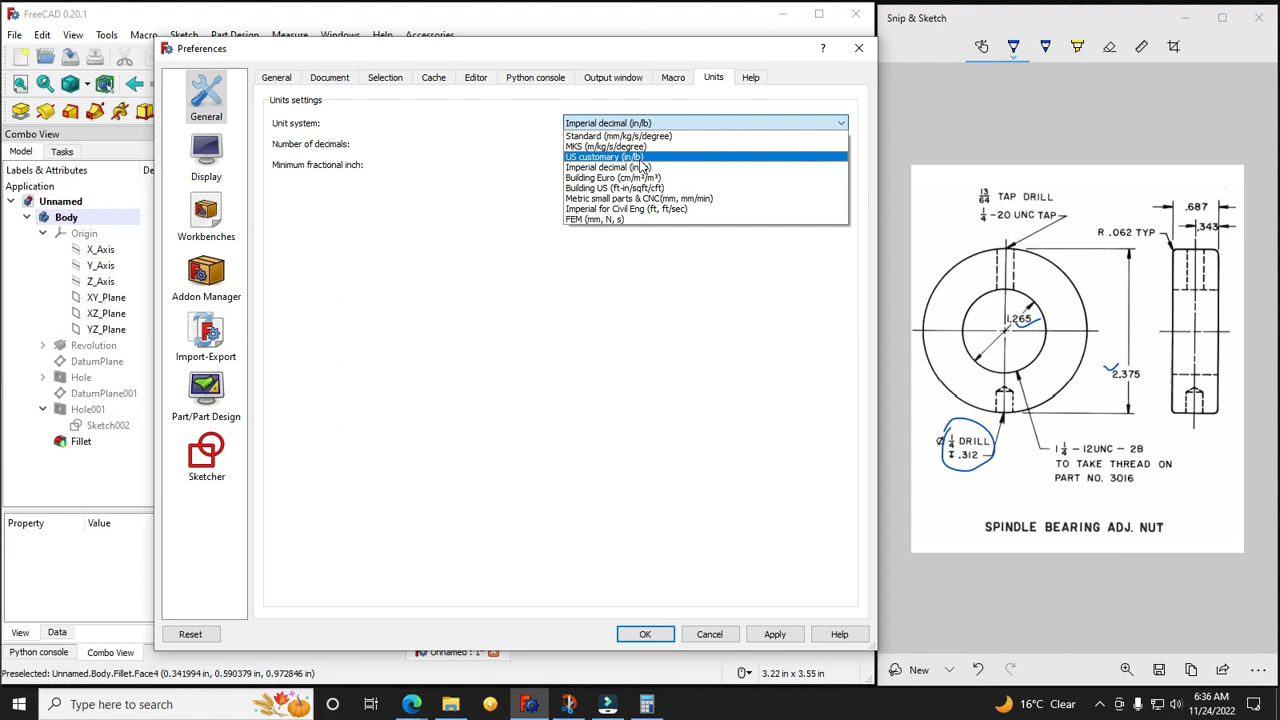 FreeCAD 0.20.1
File Edit View Tools Macro Sketch Part Design Measure Windows Help Accessories
Combo View
Model Tasks
Labels & Attributes
Application
Unnamed
Body
Origin
X_Axis
Y_Axis
Z_Axis
XY_Plane
XZ_Plane
YZ_Plane
Revolution
DatumPlane
Hole
DatumPlane001
Hole001
Sketch002
Fillet
Property Value
View Data
Python console Combo View
Unnamed : 1
Preselected: Unnamed.Body.Fillet.Face4 (0.341994 in, 0.590379 in, 0.972846 in)
3.22 in x 3.55 in
Preferences
?
General
Display
Workbenches
Addon Manager
Import-Export
Part/Part Design
Sketcher
General Document Selection Cache Editor Python console Output window Macro Units Help
Units settings
Unit system: Imperial decimal (in/lb)
Number of decimals:
Minimum fractional inch:
Standard (mm/kg/s/degree)
MKS (m/kg/s/degree)
US customary (in/lb)
Imperial decimal (in/lb)
Building Euro (cm/m²/m³)
Building US (ft-in/sqft/cft)
Metric small parts & CNC(mm, mm/min)
Imperial for Civil Eng (ft, ft/sec)
FEM (mm, N, s)
Reset OK Cancel Apply Help
Snip & Sketch
13/64 TAP DRILL
1/4 -20 UNC TAP
R .062 TYP
.687
.343
1.265
2.375
Ø 1/4 DRILL
↧ .312
1 1/4 - 12UNC - 2B
TO TAKE THREAD ON
PART NO. 3016
SPINDLE BEARING ADJ. NUT
New
Type here to search
16°C Clear
6:36 AM
11/24/2022